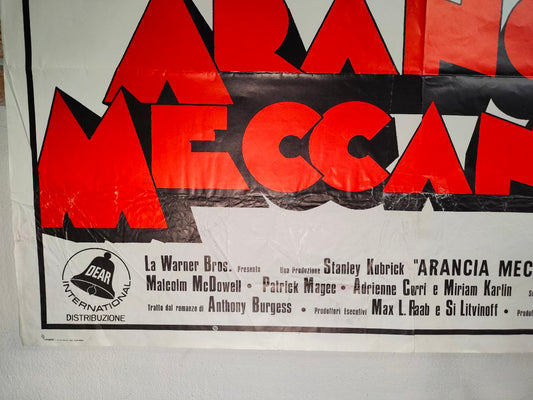 ARANC
MECCAN
La Warner Bros. Presenta Una Produzione Stanley Kubrick "ARANCIA MEC
Malcolm McDowell • Patrick Magee • Adrienne Corri e Miriam Karlin
Tratto dal romanzo di Anthony Burgess • Produttori Esecutivi Max L. Raab e Si Litvinoff • Produ
DEAR
INTERNATIONAL
DISTRIBUZIONE